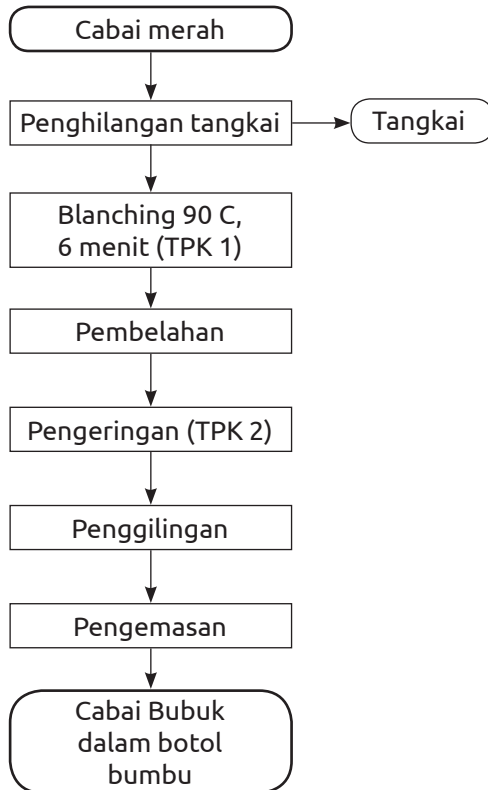 Cabai merah
Penghilangan tangkai
Tangkai
Blanching 90 C,
6 menit (TPK 1)
Pembelahan
Pengeringan (TPK 2)
Penggilingan
Pengemasan
Cabai Bubuk
dalam botol
bumbu